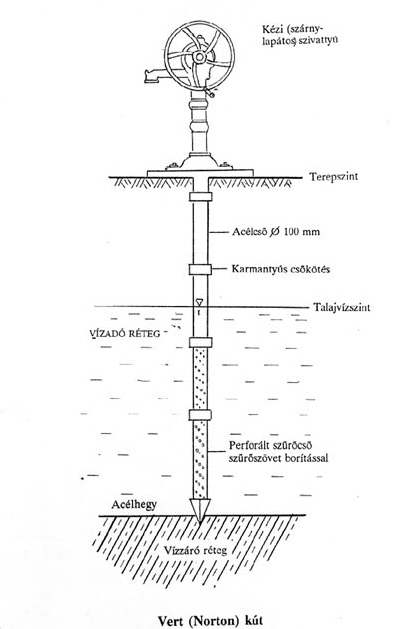 Kézi (szárny-
lapátos) szivattyú
Terepszint
Acélcső Ø 100 mm
Karmantyús csőkötés
Talajvízszint
VÍZADÓ RÉTEG
Perforált szűrőcső
szűrőszövet borítással
Acélhegy
Vízzáró réteg
Vert (Norton) kút